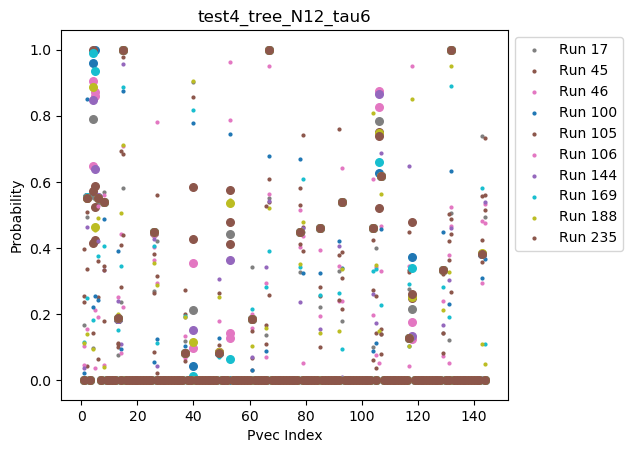 test4_tree_N12_tau6
Probability
1.0
0.8
0.6
0.4
0.2
0.0
0 20 40 60 80 100 120 140
Pvec Index
Run 17
Run 45
Run 46
Run 100
Run 105
Run 106
Run 144
Run 169
Run 188
Run 235